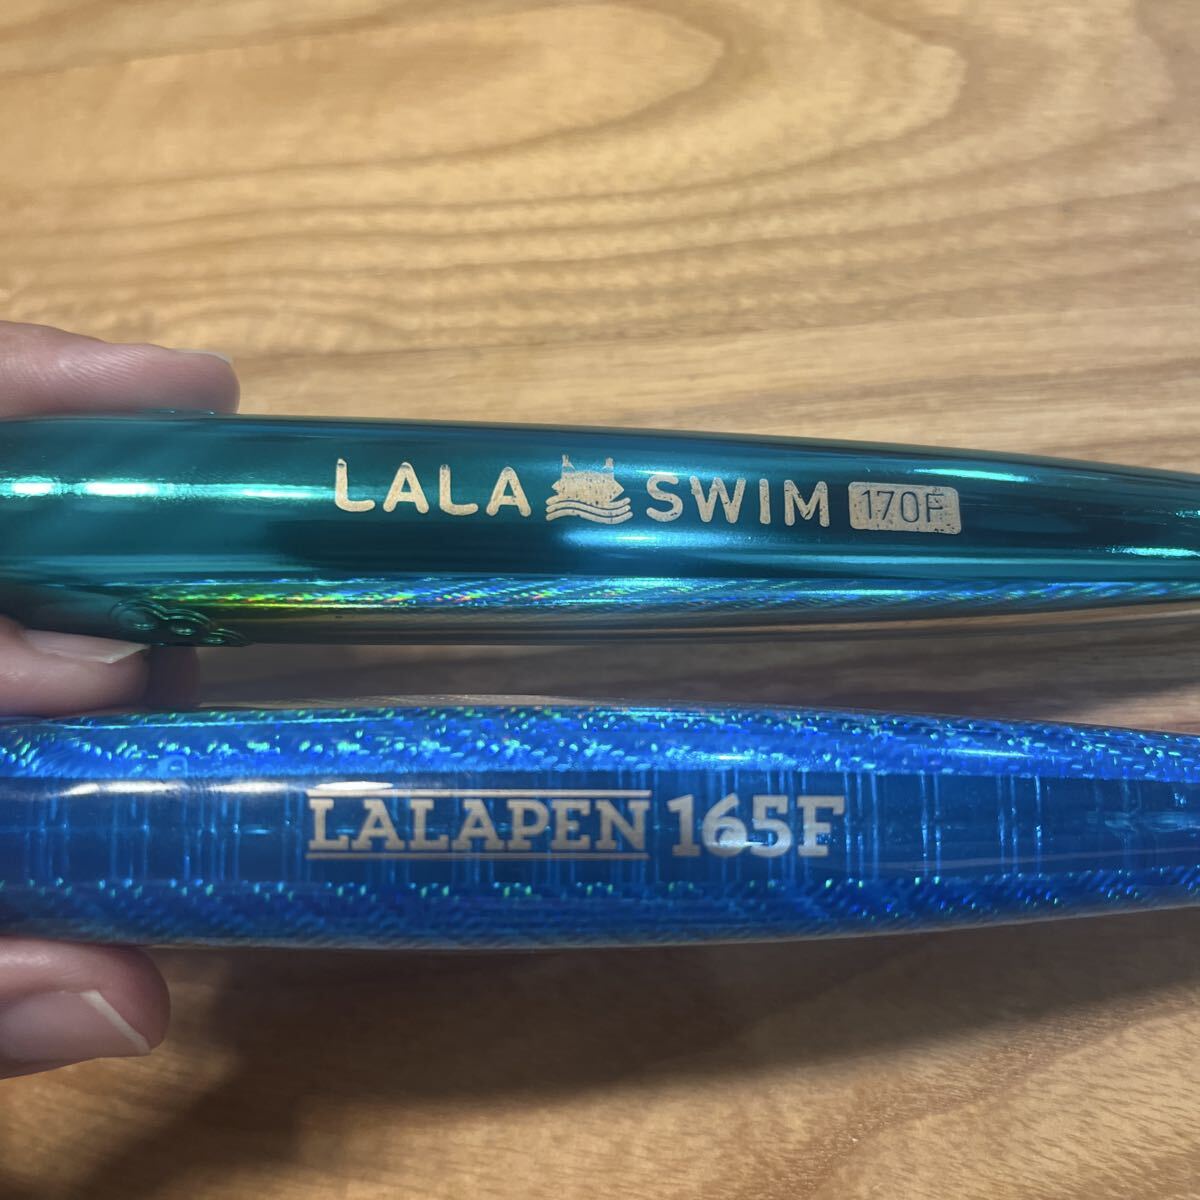 LALA SWIM 170F
LALAPEN 165F